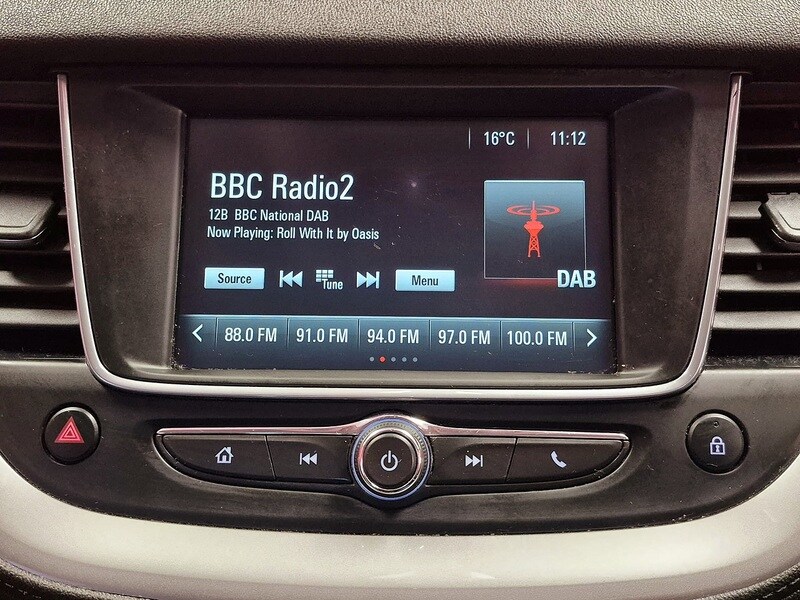 16°C 11:12
BBC Radio2
12B BBC National DAB
Now Playing: Roll With It by Oasis
DAB
Source Tune Menu
88.0 FM 91.0 FM 94.0 FM 97.0 FM 100.0 FM